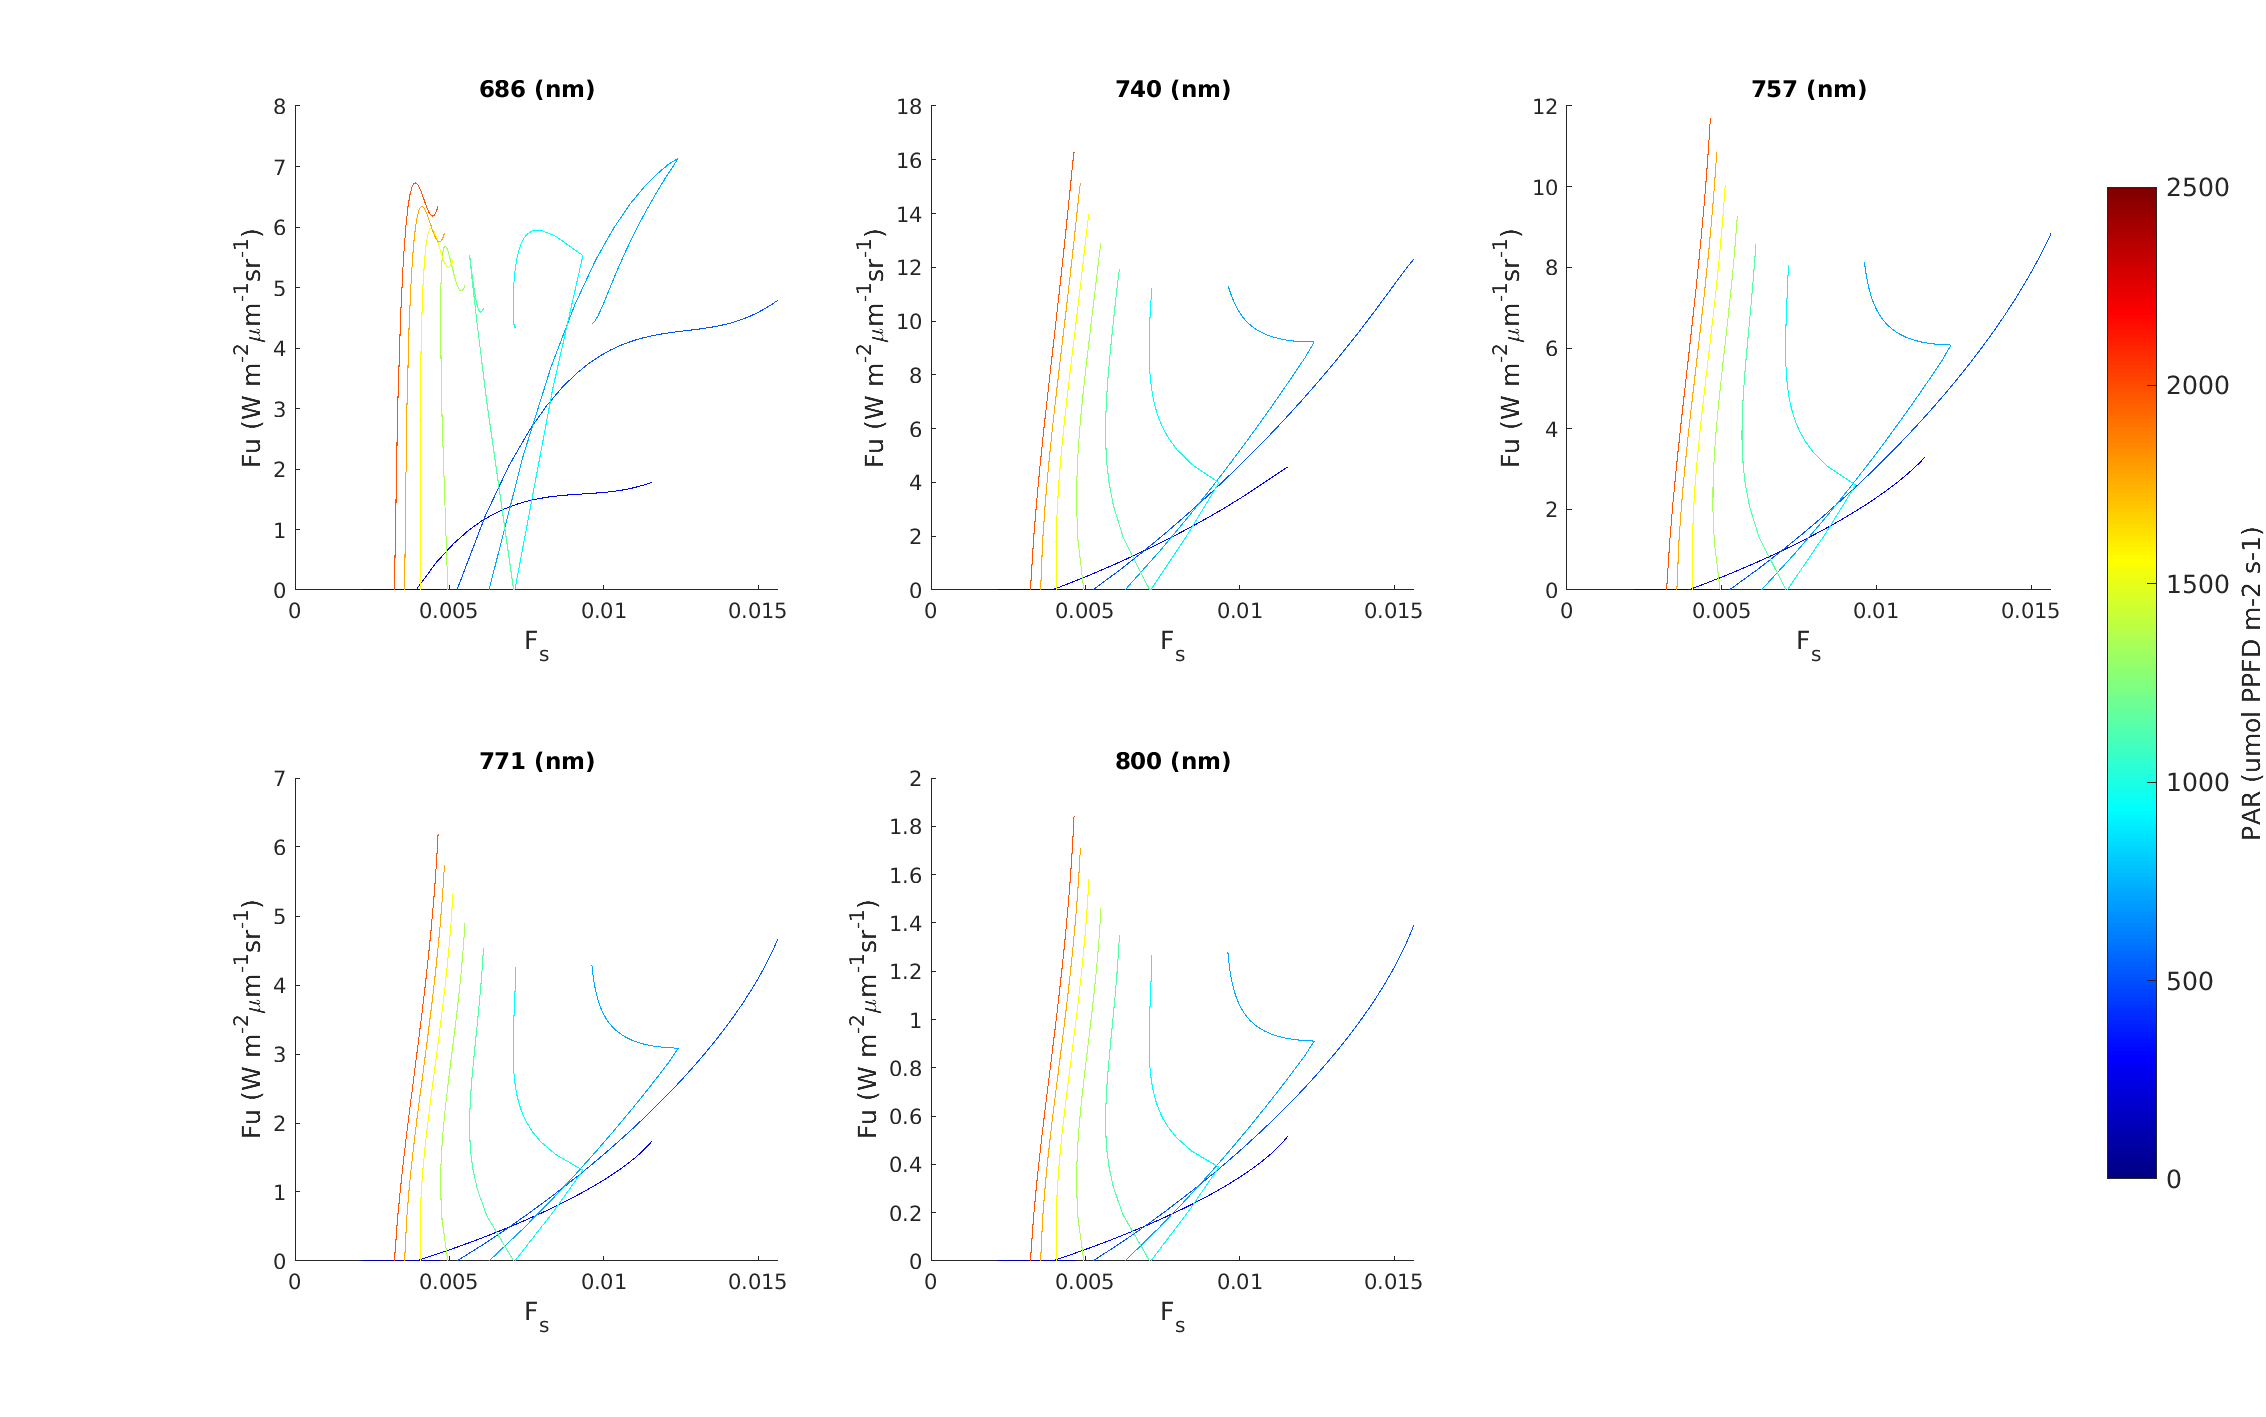 686 (nm)
8
7
6
5
4
3
2
1
0
Fu (W m-2μm-1sr-1)
0 0.005 0.01 0.015
Fs
740 (nm)
18
16
14
12
10
8
6
4
2
0
Fu (W m-2μm-1sr-1)
0 0.005 0.01 0.015
Fs
757 (nm)
12
10
8
6
4
2
0
Fu (W m-2μm-1sr-1)
0 0.005 0.01 0.015
Fs
771 (nm)
7
6
5
4
3
2
1
0
Fu (W m-2μm-1sr-1)
0 0.005 0.01 0.015
Fs
800 (nm)
2
1.8
1.6
1.4
1.2
1
0.8
0.6
0.4
0.2
0
Fu (W m-2μm-1sr-1)
0 0.005 0.01 0.015
Fs
2500
2000
1500
1000
500
0
PAR (umol PPFD m-2 s-1)